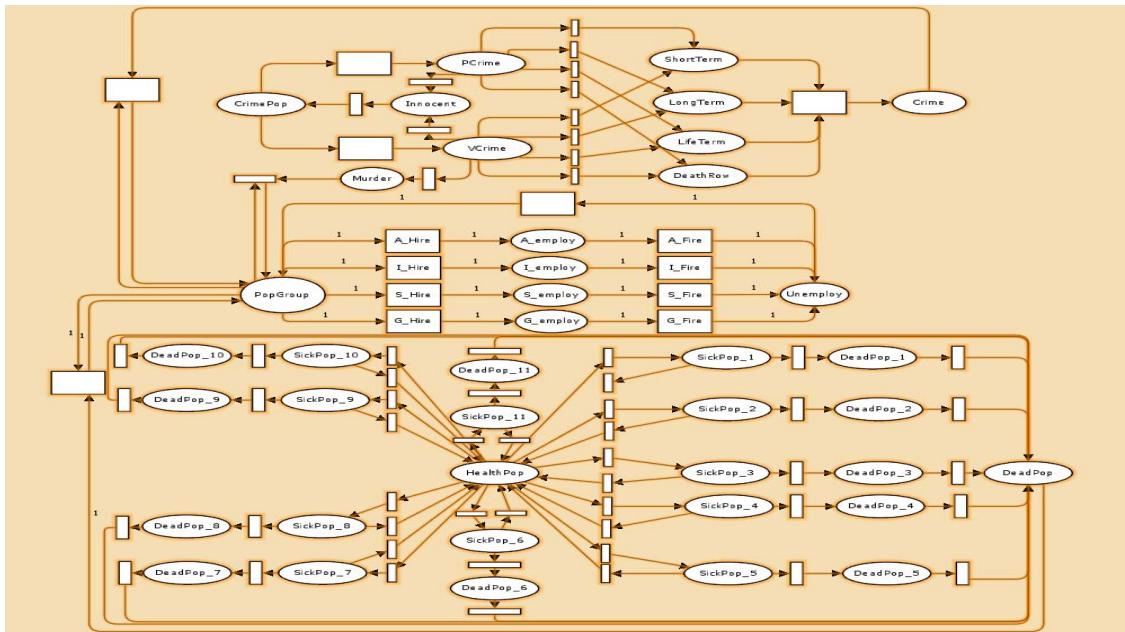 PCrime
ShortTerm
CrimePop
Innocent
LongTerm
Crime
VCrime
LifeTerm
Murder
DeathRow
1
1
1
A_Hire
1
A_employ
1
A_Fire
1
1
I_Hire
1
I_employ
1
I_Fire
1
PopGroup
1
S_Hire
1
S_employ
1
S_Fire
1
Unemploy
1
G_Hire
1
G_employ
1
G_Fire
1
1
1
DeadPop_10
SickPop_10
DeadPop_11
SickPop_1
DeadPop_1
DeadPop_9
SickPop_9
SickPop_11
SickPop_2
DeadPop_2
HealthPop
SickPop_3
DeadPop_3
DeadPop
SickPop_4
DeadPop_4
1
DeadPop_8
SickPop_8
SickPop_6
DeadPop_7
SickPop_7
DeadPop_6
SickPop_5
DeadPop_5